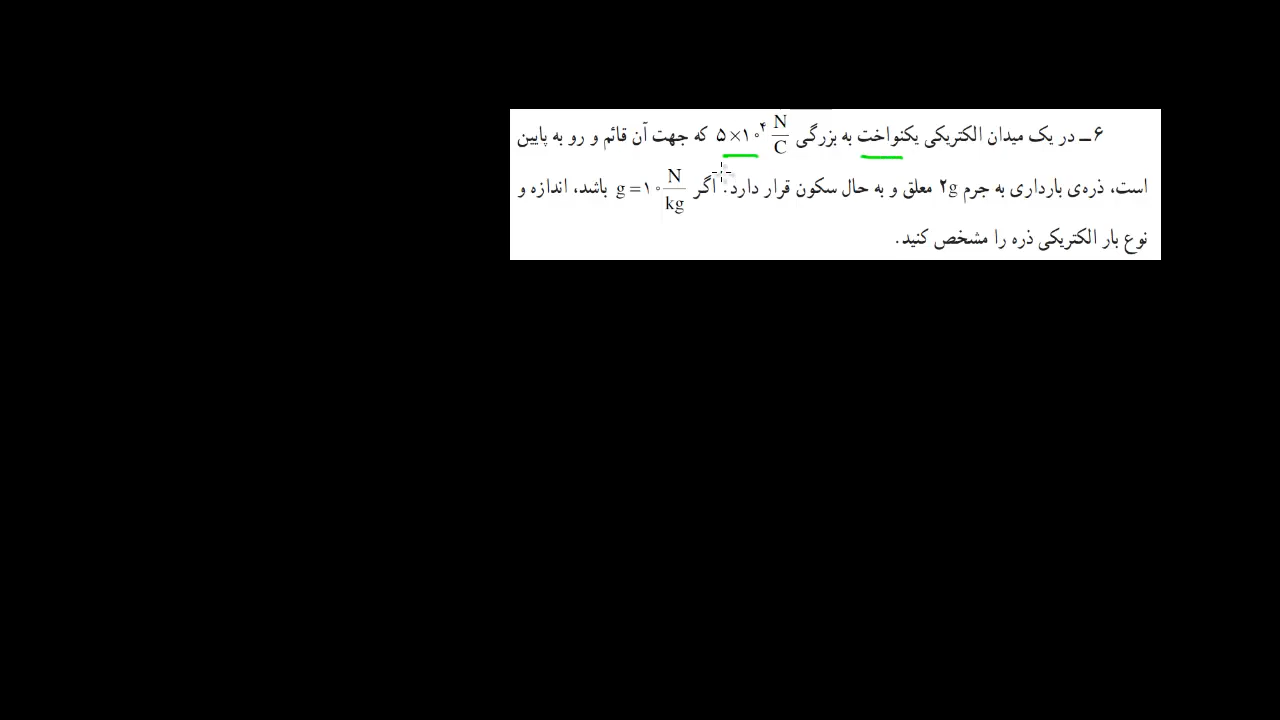 ۶ــ در یک میدان الکتریکی یکنواخت به بزرگی ۵×۱۰^۴ N/C که جهت آن قائم و رو به پایین
است، ذره‌ی بارداری به جرم ۲g معلق و به حال سکون قرار دارد. اگر g=۱۰ N/kg باشد، اندازه و
نوع بار الکتریکی ذره را مشخص کنید.